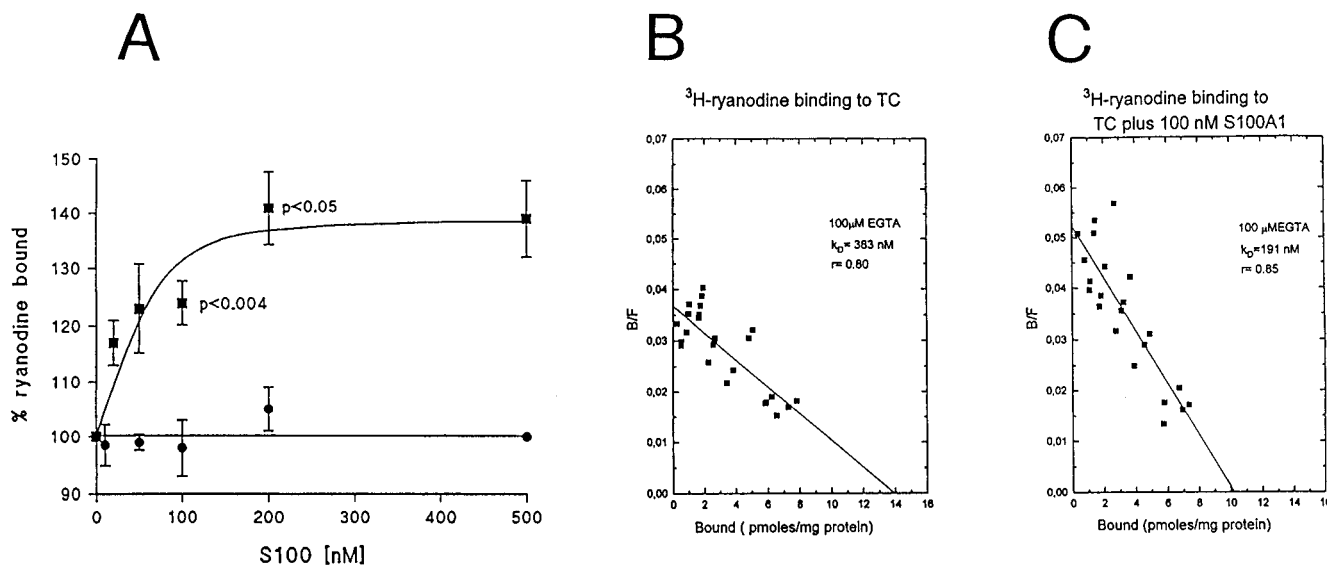 A
% ryanodine bound
150
140
130
120
110
100
90
p<0.05
p<0.004
0
100
200
300
400
500
S100 [nM]
B
³H-ryanodine binding to TC
B/F
0,07
0,06
0,05
0,04
0,03
0,02
0,01
0,00
100μM EGTA
k_D= 383 nM
r= 0.80
0
2
4
6
8
10
12
14
16
Bound ( pmoles/mg protein)
C
³H-ryanodine binding to
TC plus 100 nM S100A1
B/F
0,07
0,06
0,05
0,04
0,03
0,02
0,01
0,00
100 μMEGTA
k_D=191 nM
r= 0.85
0
2
4
6
8
10
12
14
16
Bound (pmoles/mg protein)